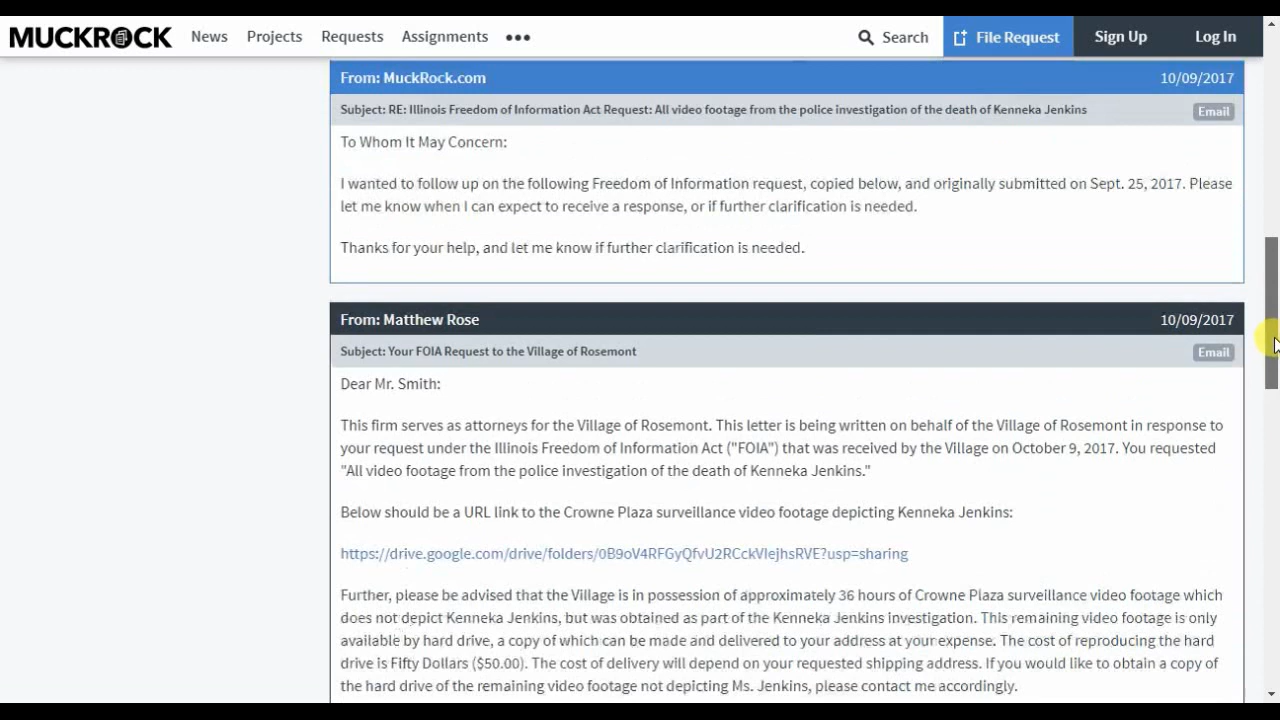 MUCKROCK News Projects Requests Assignments ••• Search File Request Sign Up Log In
From: MuckRock.com 10/09/2017
Subject: RE: Illinois Freedom of Information Act Request: All video footage from the police investigation of the death of Kenneka Jenkins Email
To Whom It May Concern:
I wanted to follow up on the following Freedom of Information request, copied below, and originally submitted on Sept. 25, 2017. Please
let me know when I can expect to receive a response, or if further clarification is needed.
Thanks for your help, and let me know if further clarification is needed.
From: Matthew Rose 10/09/2017
Subject: Your FOIA Request to the Village of Rosemont Email
Dear Mr. Smith:
This firm serves as attorneys for the Village of Rosemont. This letter is being written on behalf of the Village of Rosemont in response to
your request under the Illinois Freedom of Information Act ("FOIA") that was received by the Village on October 9, 2017. You requested
"All video footage from the police investigation of the death of Kenneka Jenkins."
Below should be a URL link to the Crowne Plaza surveillance video footage depicting Kenneka Jenkins:
https://drive.google.com/drive/folders/0B9oV4RFGyQfvU2RCckVlejhsRVE?usp=sharing
Further, please be advised that the Village is in possession of approximately 36 hours of Crowne Plaza surveillance video footage which
does not depict Kenneka Jenkins, but was obtained as part of the Kenneka Jenkins investigation. This remaining video footage is only
available by hard drive, a copy of which can be made and delivered to your address at your expense. The cost of reproducing the hard
drive is Fifty Dollars ($50.00). The cost of delivery will depend on your requested shipping address. If you would like to obtain a copy of
the hard drive of the remaining video footage not depicting Ms. Jenkins, please contact me accordingly.